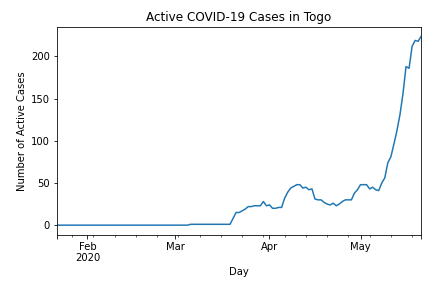 Active COVID-19 Cases in Togo
Number of Active Cases
200
150
100
50
0
Feb
2020
Mar
Apr
May
Day